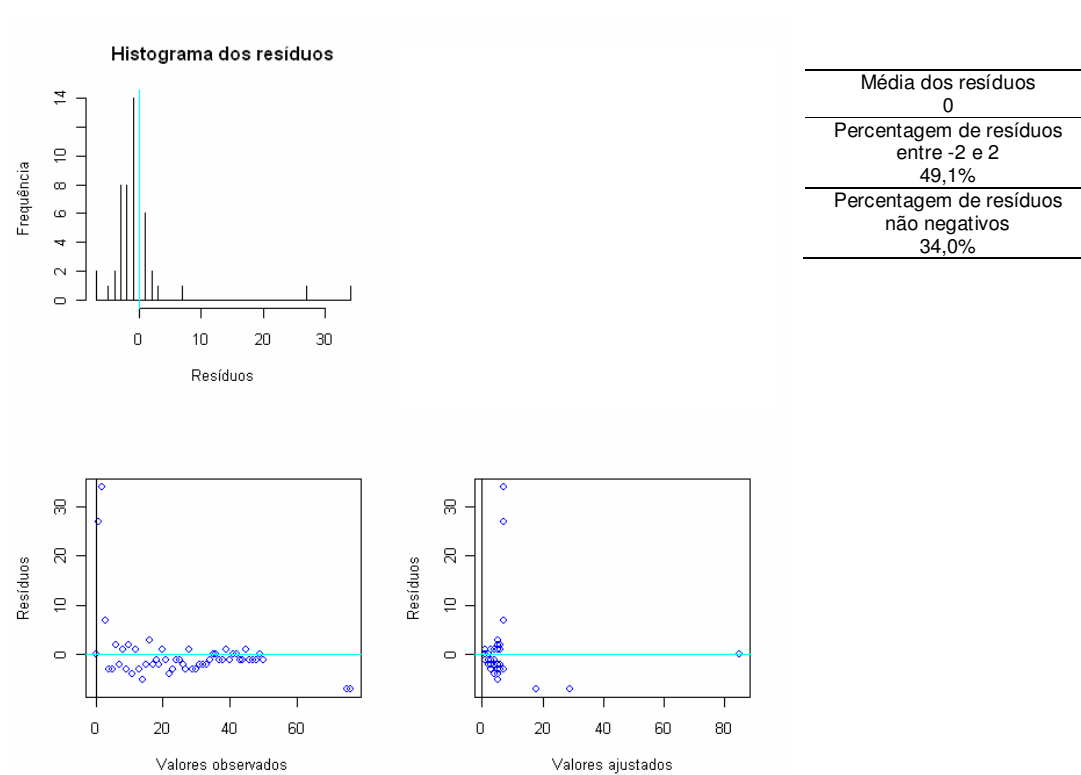 Histograma dos resíduos
Frequência
14
10
8
6
4
2
0
0 10 20 30
Resíduos
Média dos resíduos
0
Percentagem de resíduos
entre -2 e 2
49,1%
Percentagem de resíduos
não negativos
34,0%
Resíduos
30
20
10
0
0 20 40 60
Valores observados
Resíduos
30
20
10
0
0 20 40 60 80
Valores ajustados